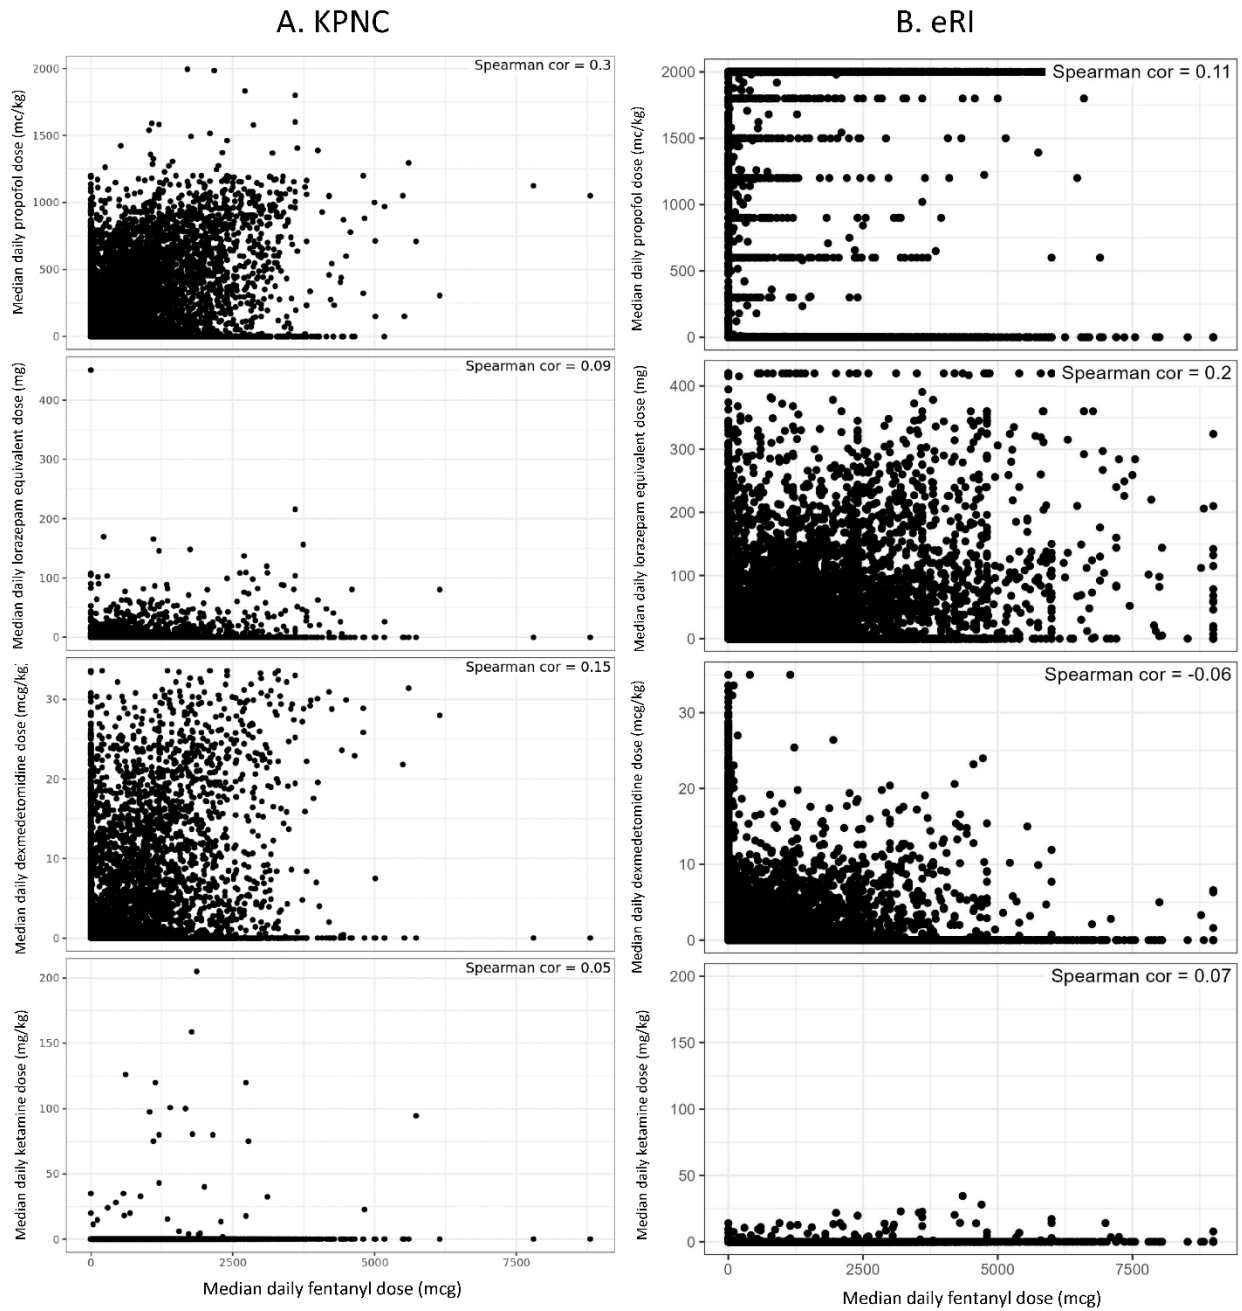 A. KPNC
B. eRI
Spearman cor = 0.3
Median daily propofol dose (mc/kg)
2000
1500
1000
500
0
Spearman cor = 0.11
Median daily propofol dose (mc/kg)
2000
1500
1000
500
0
Spearman cor = 0.09
Median daily lorazepam equivalent dose (mg)
400
300
200
100
0
Spearman cor = 0.2
Median daily lorazepam equivalent dose (mg)
400
300
200
100
0
Spearman cor = 0.15
Median daily dexmedetomidine dose (mcg/kg)
30
20
10
0
Spearman cor = -0.06
Median daily dexmedetomidine dose (mcg/kg)
30
20
10
0
Spearman cor = 0.05
Median daily ketamine dose (mg/kg)
200
150
100
50
0
Spearman cor = 0.07
Median daily ketamine dose (mg/kg)
200
150
100
50
0
0 2500 5000 7500
Median daily fentanyl dose (mcg)
0 2500 5000 7500
Median daily fentanyl dose (mcg)